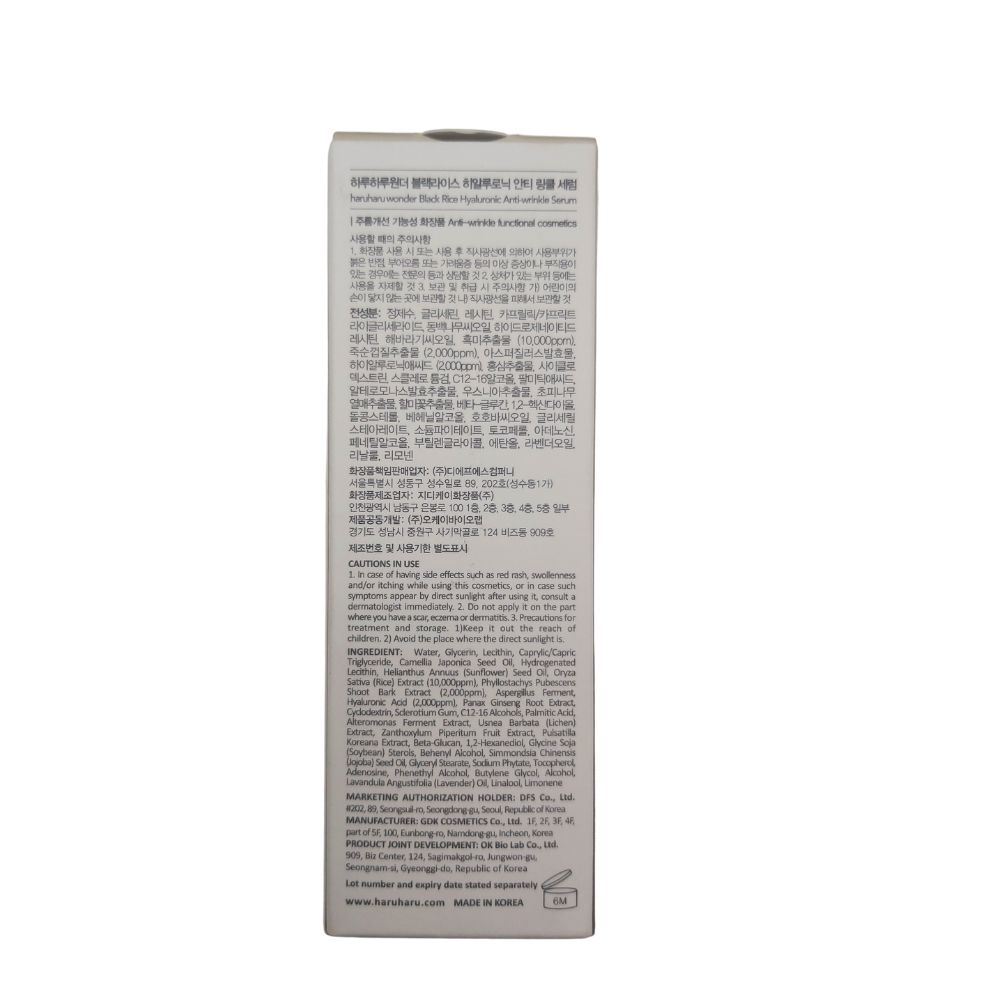 하루하루원더 블랙라이스 히알루로닉 안티 링클 세럼
haruharu wonder Black Rice Hyaluronic Anti-wrinkle Serum
| 주름개선 기능성 화장품 Anti-wrinkle functional cosmetics
사용할 때의 주의사항
1. 화장품 사용 시 또는 사용 후 직사광선에 의하여 사용부위가
붉은 반점, 부어오름 또는 가려움증 등의 이상 증상이나 부작용이
있는 경우에는 전문의 등과 상담할 것 2. 상처가 있는 부위 등에는
사용을 자제할 것 3. 보관 및 취급 시 주의사항 가) 어린이의
손이 닿지 않는 곳에 보관할 것 나) 직사광선을 피해서 보관할 것
전성분: 정제수, 글리세린, 레시틴, 카프릴릭/카프릭트
라이글리세라이드, 동백나무씨오일, 하이드로제네이티드
레시틴, 해바라기씨오일, 흑미추출물 (10,000ppm),
죽순껍질추출물 (2,000ppm), 아스퍼질러스발효물,
하이알루로닉애씨드 (2,000ppm), 홍삼추출물, 사이클로
덱스트린, 스클레로튬검, C12-16알코올, 팔미틱애씨드,
알테로모나스발효추출물, 우스니아추출물, 초피나무
열매추출물, 할미꽃추출물, 베타-글루칸, 1,2-헥산다이올,
돌콩스테롤, 베헤닐알코올, 호호바씨오일, 글리세릴
스테아레이트, 소듐파이테이트, 토코페롤, 아데노신,
페네틸알코올, 부틸렌글라이콜, 에탄올, 라벤더오일,
리날룰, 리모넨
화장품책임판매업자: (주)디에프에스컴퍼니
서울특별시 성동구 성수일로 89, 202호(성수동1가)
화장품제조업자: 지디케이화장품(주)
인천광역시 남동구 은봉로 100 1층, 2층, 3층, 4층, 5층 일부
제품공동개발: (주)오케이바이오랩
경기도 성남시 중원구 사기막골로 124 비즈동 909호
제조번호 및 사용기한 별도표시
CAUTIONS IN USE
1. In case of having side effects such as red rash, swollenness
and/or itching while using this cosmetics, or in case such
symptoms appear by direct sunlight after using it, consult a
dermatologist immediately. 2. Do not apply it on the part
where you have a scar, eczema or dermatitis. 3. Precautions for
treatment and storage. 1)Keep it out the reach of
children. 2) Avoid the place where the direct sunlight is.
INGREDIENT: Water, Glycerin, Lecithin, Caprylic/Capric
Triglyceride, Camellia Japonica Seed Oil, Hydrogenated
Lecithin, Helianthus Annuus (Sunflower) Seed Oil, Oryza
Sativa (Rice) Extract (10,000ppm), Phyllostachys Pubescens
Shoot Bark Extract (2,000ppm), Aspergillus Ferment,
Hyaluronic Acid (2,000ppm), Panax Ginseng Root Extract,
Cyclodextrin, Sclerotium Gum, C12-16 Alcohols, Palmitic Acid,
Alteromonas Ferment Extract, Usnea Barbata (Lichen)
Extract, Zanthoxylum Piperitum Fruit Extract, Pulsatilla
Koreana Extract, Beta-Glucan, 1,2-Hexanediol, Glycine Soja
(Soybean) Sterols, Behenyl Alcohol, Simmondsia Chinensis
(Jojoba) Seed Oil, Glyceryl Stearate, Sodium Phytate, Tocopherol,
Adenosine, Phenethyl Alcohol, Butylene Glycol, Alcohol,
Lavandula Angustifolia (Lavender) Oil, Linalool, Limonene
MARKETING AUTHORIZATION HOLDER: DFS Co., Ltd.
#202, 89, Seongsuil-ro, Seongdong-gu, Seoul, Republic of Korea
MANUFACTURER: GDK COSMETICS Co., Ltd. 1F, 2F, 3F, 4F,
part of 5F, 100, Eunbong-ro, Namdong-gu, Incheon, Korea
PRODUCT JOINT DEVELOPMENT: OK Bio Lab Co., Ltd.
909, Biz Center, 124, Sagimakgol-ro, Jungwon-gu,
Seongnam-si, Gyeonggi-do, Republic of Korea
Lot number and expiry date stated separately
www.haruharu.com MADE IN KOREA
6M